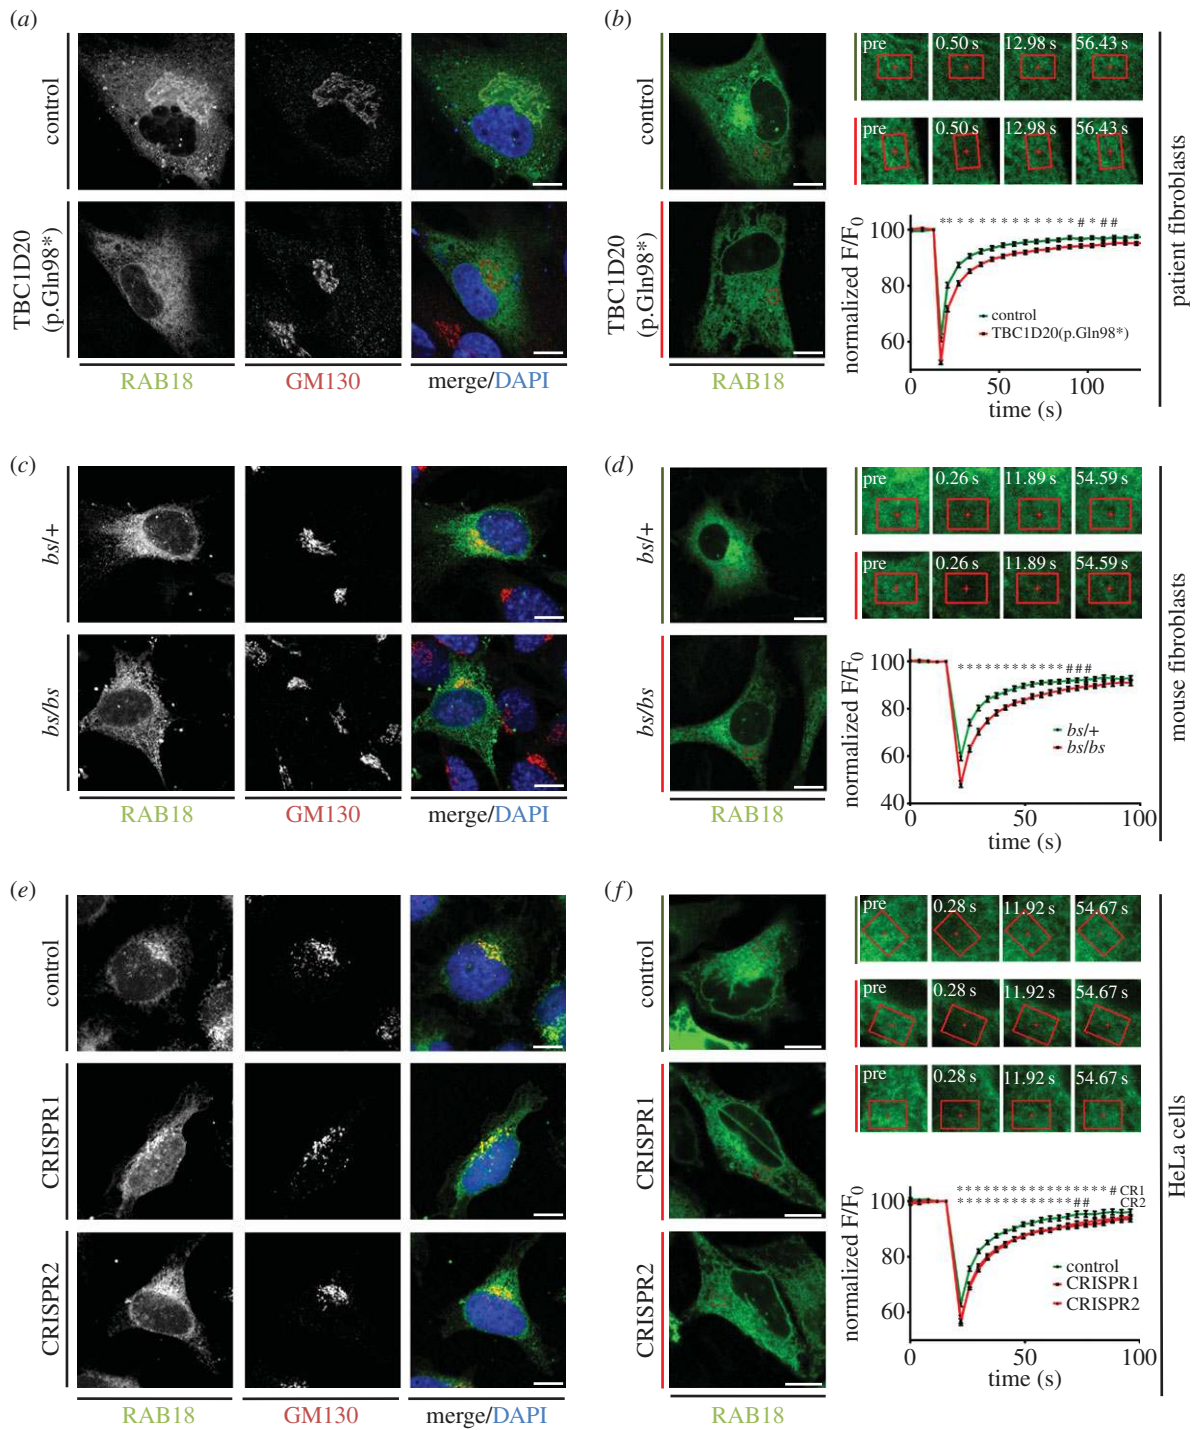 (a)
control
TBC1D20
(p.Gln98*)
RAB18
GM130
merge/DAPI
(b)
control
TBC1D20
(p.Gln98*)
RAB18
pre
0.50 s
12.98 s
56.43 s
pre
0.50 s
12.98 s
56.43 s
normalized F/F0
100
80
60
* * * * * * * * * * * * * * # * # #
control
TBC1D20(p.Gln98*)
0
50
100
time (s)
patient fibroblasts
(c)
bs/+
bs/bs
RAB18
GM130
merge/DAPI
(d)
bs/+
bs/bs
RAB18
pre
0.26 s
11.89 s
54.59 s
pre
0.26 s
11.89 s
54.59 s
normalized F/F0
100
80
60
40
* * * * * * * * * * * * # # #
bs/+
bs/bs
0
50
100
time (s)
mouse fibroblasts
(e)
control
CRISPR1
CRISPR2
RAB18
GM130
merge/DAPI
(f)
control
CRISPR1
CRISPR2
RAB18
pre
0.28 s
11.92 s
54.67 s
pre
0.28 s
11.92 s
54.67 s
pre
0.28 s
11.92 s
54.67 s
normalized F/F0
100
80
60
* * * * * * * * * * * * * * * * * # CR1
* * * * * * * * * * * * * # # CR2
control
CRISPR1
CRISPR2
0
50
100
time (s)
HeLa cells